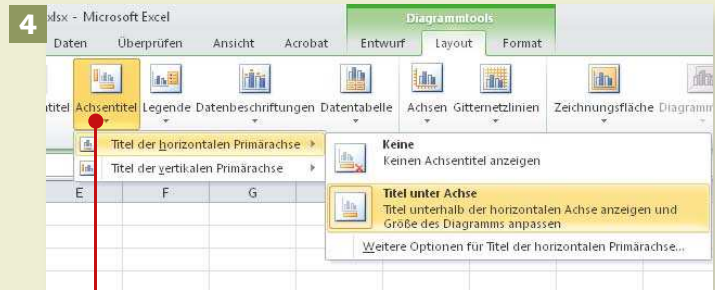 4
xlsx - Microsoft Excel
Diagrammtools
Daten Überprüfen Ansicht Acrobat Entwurf Layout Format
Achsentitel Legende Datenbeschriftungen Datentabelle Achsen Gitternetzlinien Zeichnungsfläche
Titel der horizontalen Primärachse
Titel der vertikalen Primärachse
Keine
Keinen Achsentitel anzeigen
Titel unter Achse
Titel unterhalb der horizontalen Achse anzeigen und
Größe des Diagramms anpassen
Weitere Optionen für Titel der horizontalen Primärachse...
E F G